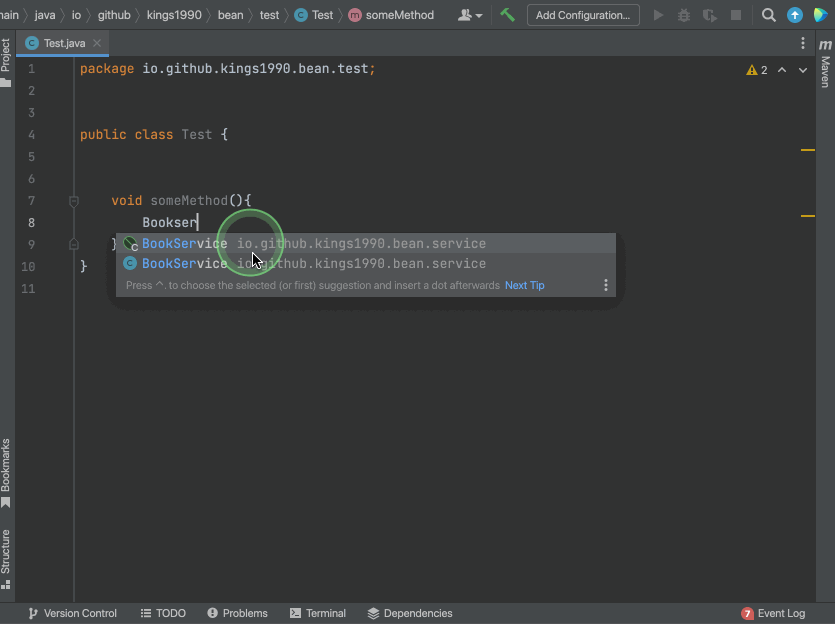 main java io github kings1990 bean test Test someMethod Add Configuration...
Test.java
Project
Maven
1 package io.github.kings1990.bean.test; 2
2
3
4 public class Test {
5
6
7 void someMethod(){
8 Bookser
9 }
BookService io.github.kings1990.bean.service
10 }
BookService io.github.kings1990.bean.service
11
Press ^. to choose the selected (or first) suggestion and insert a dot afterwards Next Tip
Bookmarks
Structure
Version Control TODO Problems Terminal Dependencies 7 Event Log